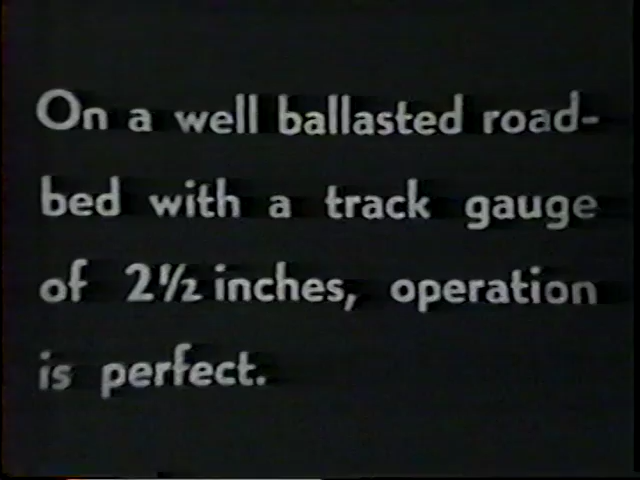 On a well ballasted road-
bed with a track gauge
of 2½ inches, operation
is perfect.